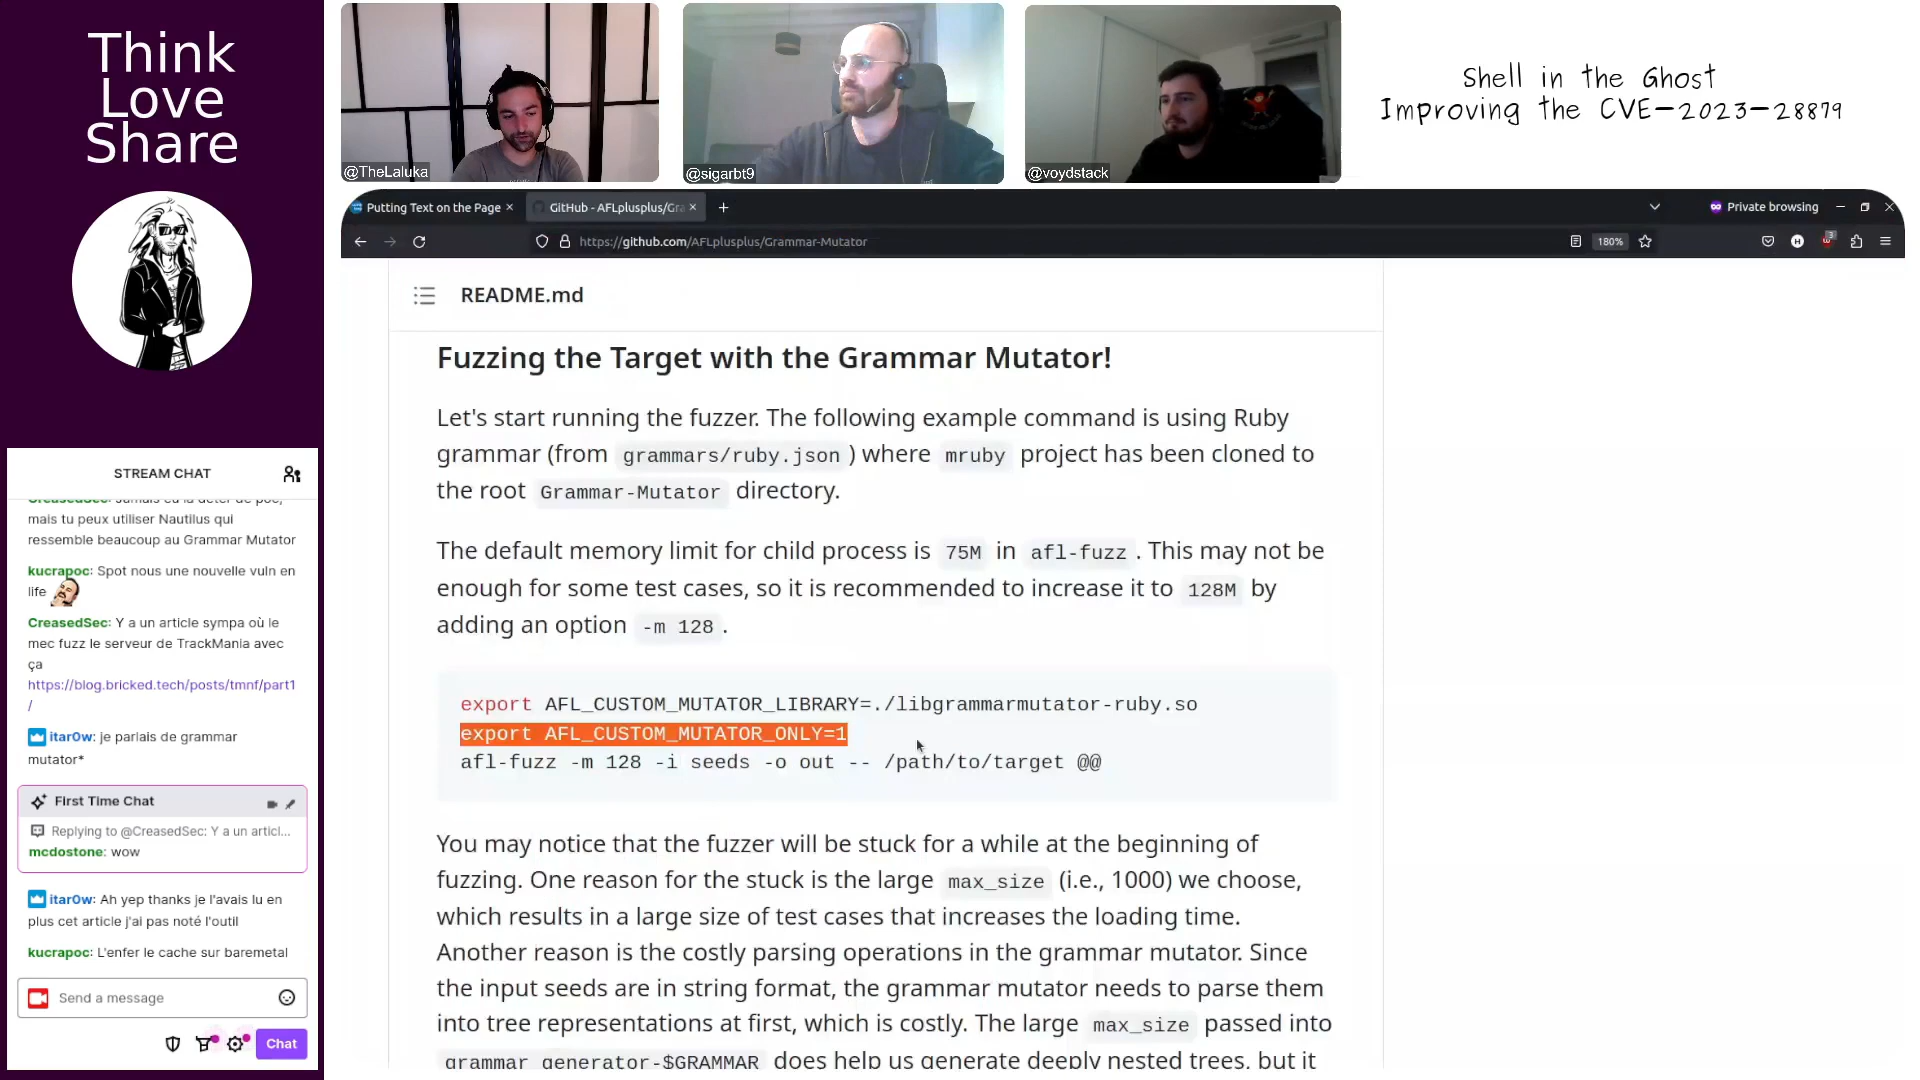 Think
Love
Share
@TheLaluka
@sigarbt9
@voydstack
Shell in the Ghost
Improving the CVE-2023-28879
Putting Text on the Page
GitHub - AFLplusplus/Gra
Private browsing
https://github.com/AFLplusplus/Grammar-Mutator
180%
3
README.md
Fuzzing the Target with the Grammar Mutator!
Let's start running the fuzzer. The following example command is using Ruby
grammar (from grammars/ruby.json ) where mruby project has been cloned to
the root Grammar-Mutator directory.
The default memory limit for child process is 75M in afl-fuzz . This may not be
enough for some test cases, so it is recommended to increase it to 128M by
adding an option -m 128 .
export AFL_CUSTOM_MUTATOR_LIBRARY=./libgrammarmutator-ruby.so
export AFL_CUSTOM_MUTATOR_ONLY=1
afl-fuzz -m 128 -i seeds -o out -- /path/to/target @@
You may notice that the fuzzer will be stuck for a while at the beginning of
fuzzing. One reason for the stuck is the large max_size (i.e., 1000) we choose,
which results in a large size of test cases that increases the loading time.
Another reason is the costly parsing operations in the grammar mutator. Since
the input seeds are in string format, the grammar mutator needs to parse them
into tree representations at first, which is costly. The large max_size passed into
grammar_generator-$GRAMMAR does help us generate deeply nested trees, but it
STREAM CHAT
CreasedSec: Jamais eu la déter de poc,
mais tu peux utiliser Nautilus qui
ressemble beaucoup au Grammar Mutator
kucrapoc: Spot nous une nouvelle vuln en
life
CreasedSec: Y a un article sympa où le
mec fuzz le serveur de TrackMania avec
ça
https://blog.bricked.tech/posts/tmnf/part1
/
itar0w: je parlais de grammar
mutator*
First Time Chat
Replying to @CreasedSec: Y a un articl...
mcdostone: wow
itar0w: Ah yep thanks je l'avais lu en
plus cet article j'ai pas noté l'outil
kucrapoc: L'enfer le cache sur baremetal
Send a message
Chat